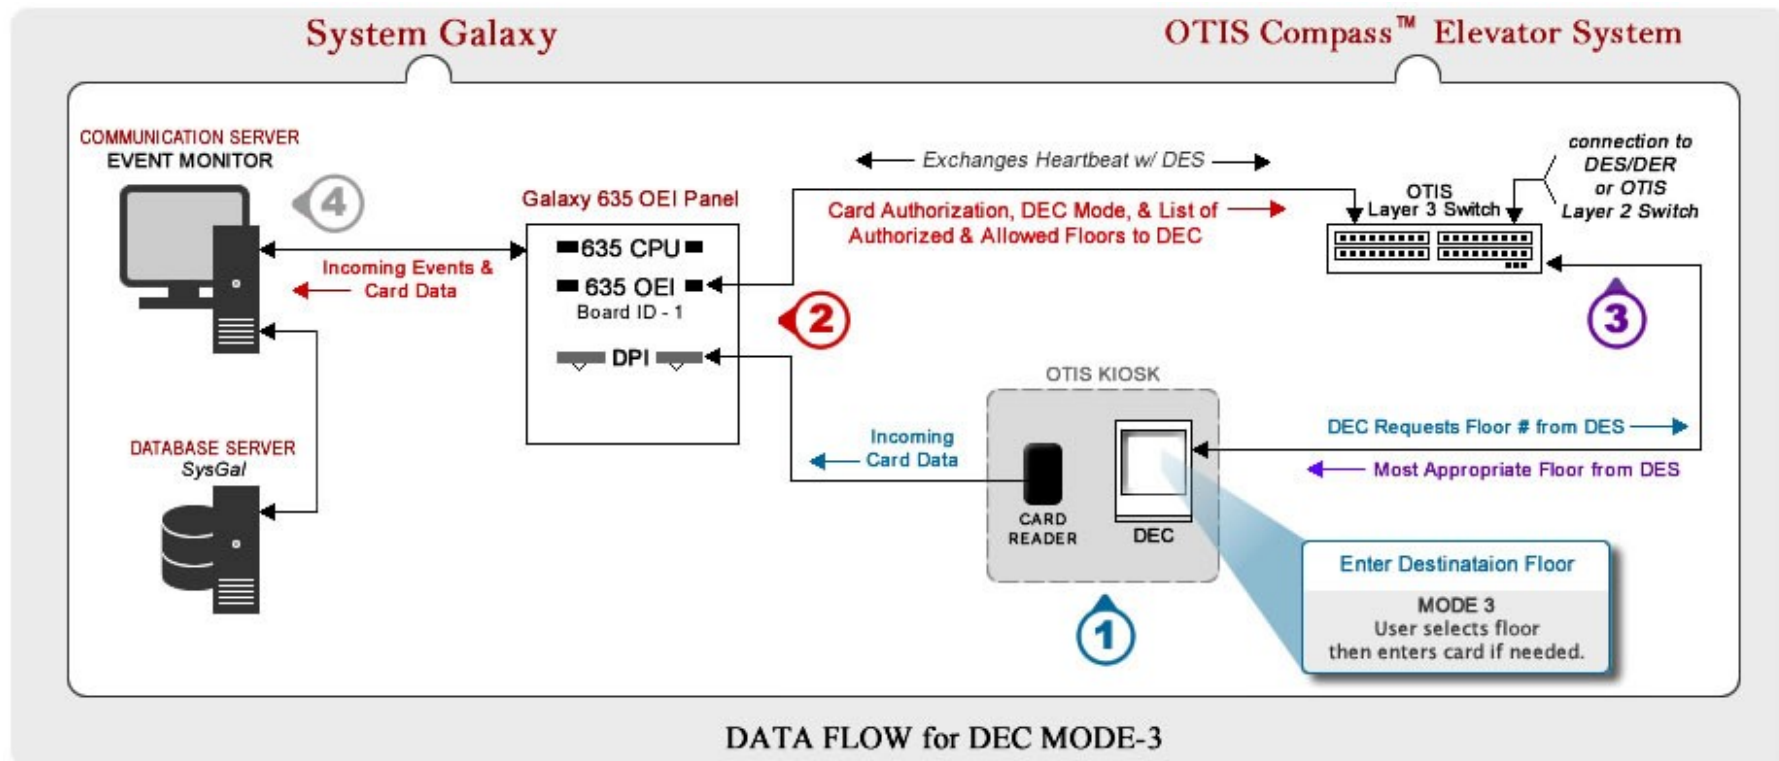 System Galaxy
OTIS Compass™ Elevator System
COMMUNICATION SERVER
EVENT MONITOR
4
Galaxy 635 OEI Panel
635 CPU
635 OEI
Board ID - 1
DPI
Incoming Events &
Card Data
DATABASE SERVER
SysGal
Exchanges Heartbeat w/ DES
Card Authorization, DEC Mode, & List of
Authorized & Allowed Floors to DEC
OTIS
Layer 3 Switch
connection to
DES/DER
or OTIS
Layer 2 Switch
2
3
OTIS KIOSK
Incoming
Card Data
CARD
READER
DEC
DEC Requests Floor # from DES
Most Appropriate Floor from DES
1
Enter Destinataion Floor
MODE 3
User selects floor
then enters card if needed.
DATA FLOW for DEC MODE-3